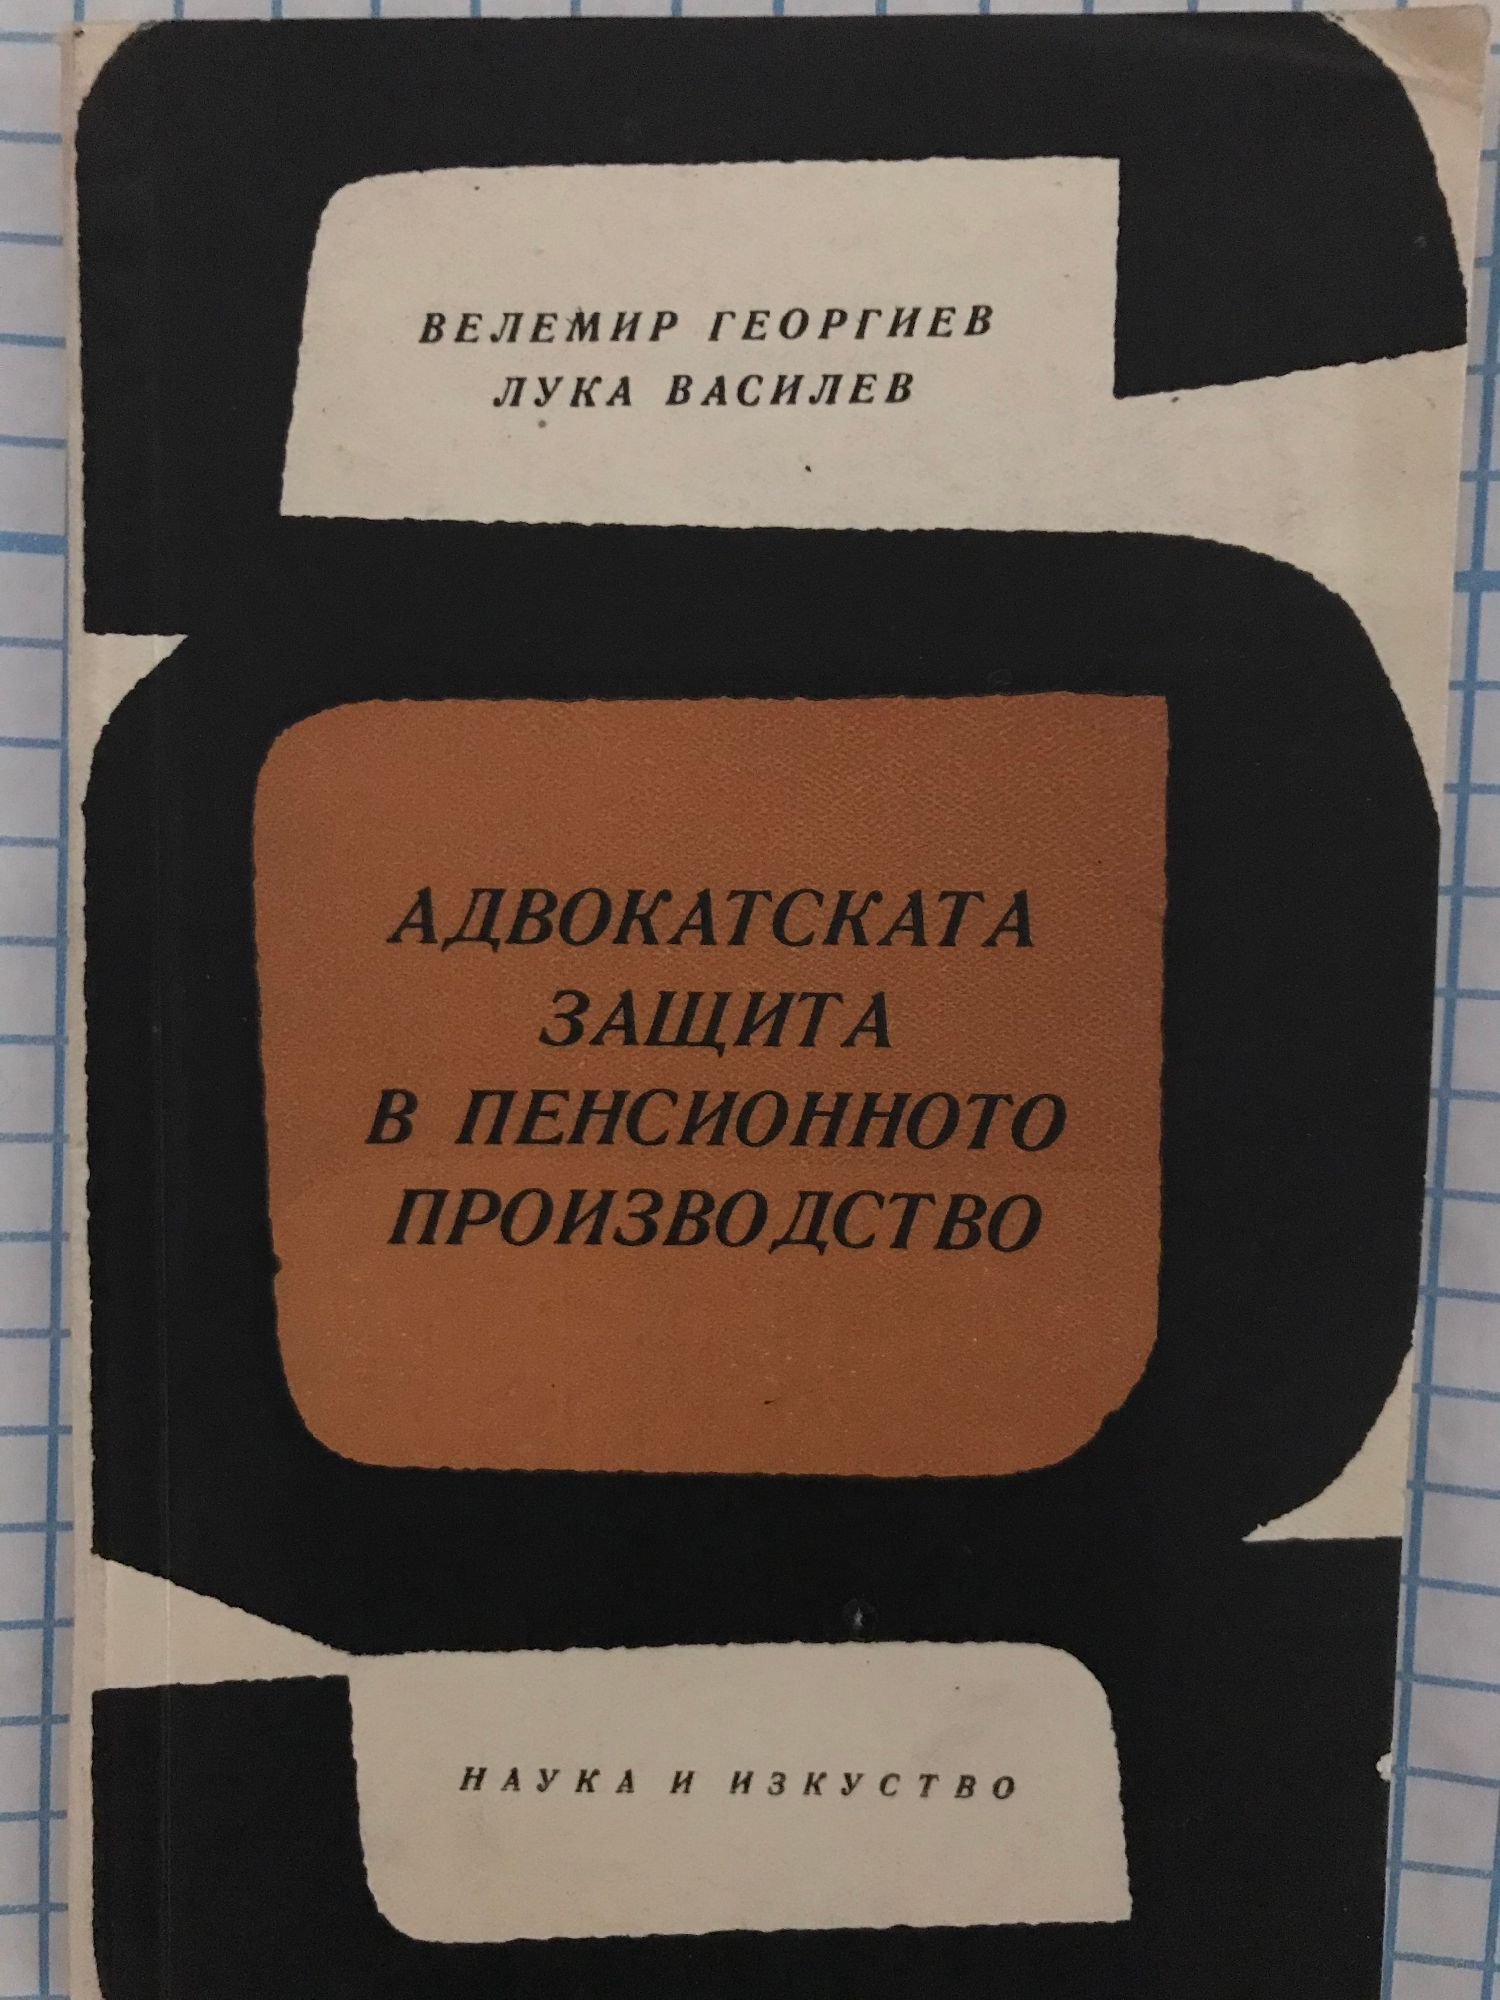 ВЕЛЕМИР ГЕОРГИЕВ
ЛУКА ВАСИЛЕВ
АДВОКАТСКАТА
ЗАЩИТА
В ПЕНСИОННОТО
ПРОИЗВОДСТВО
НАУКА И ИЗКУСТВО